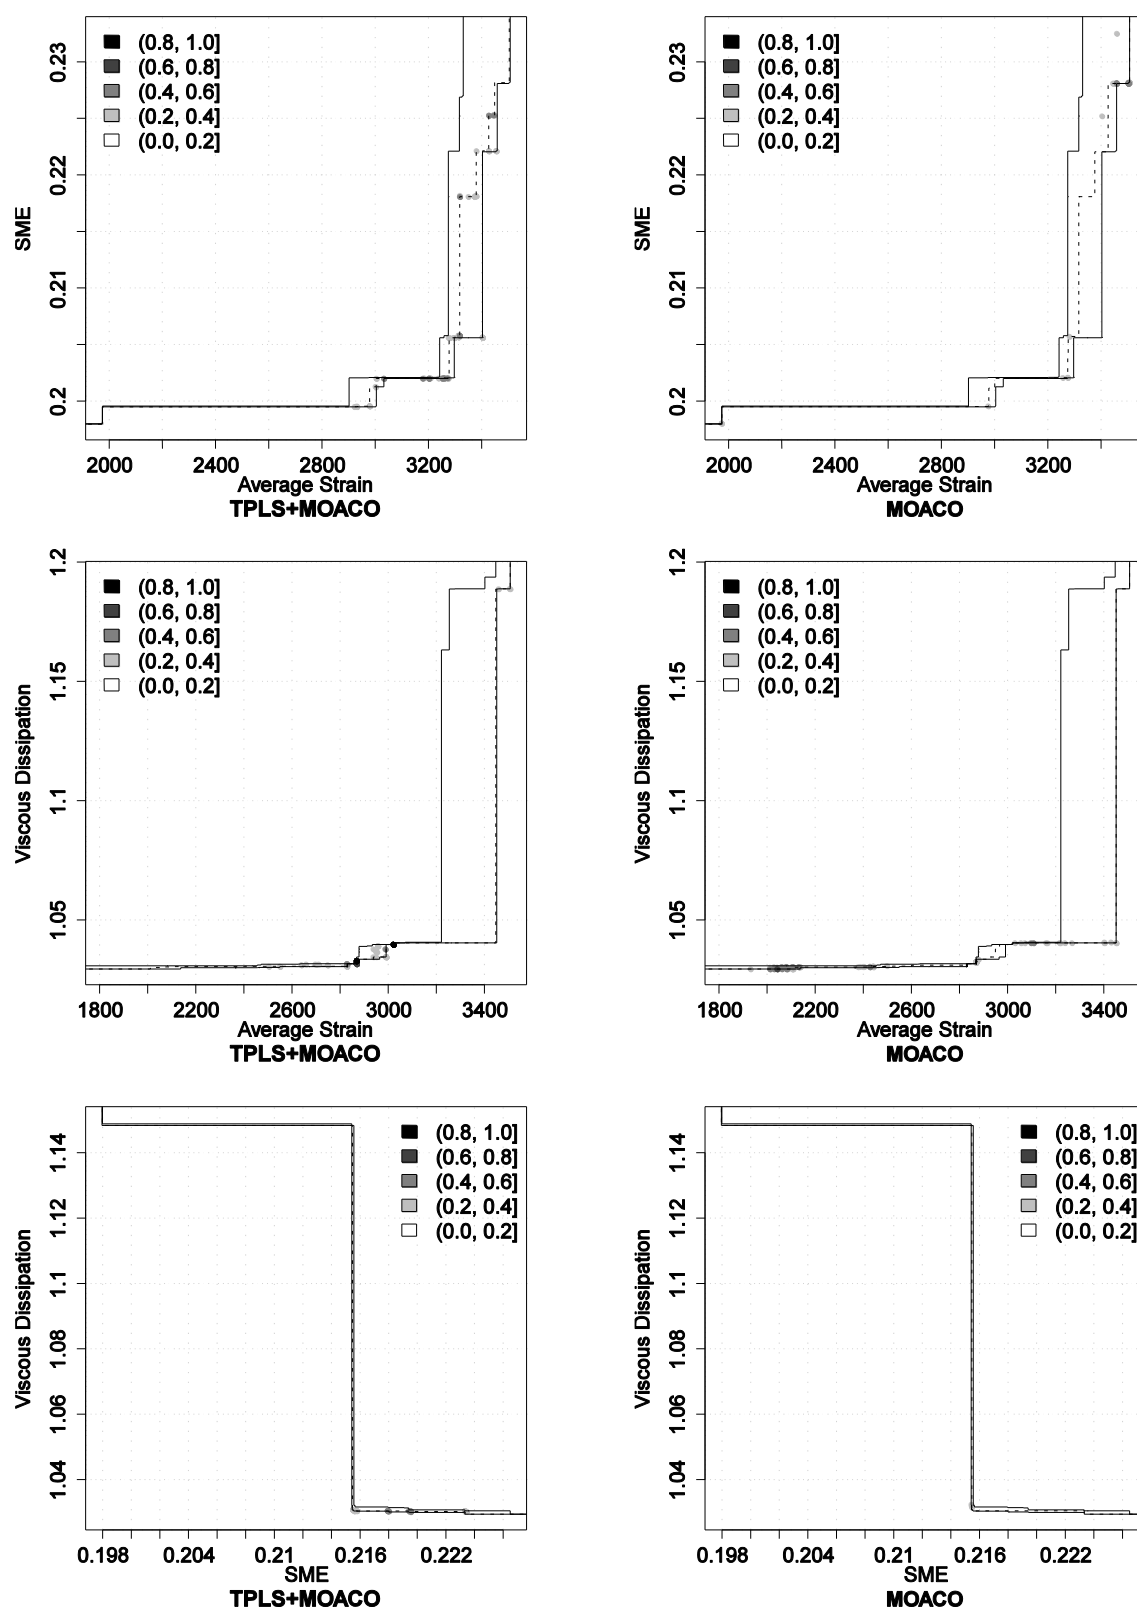 (0.8, 1.0]
(0.6, 0.8]
(0.4, 0.6]
(0.2, 0.4]
(0.0, 0.2]
SME
0.23
0.22
0.21
0.2
2000 2400 2800 3200
Average Strain
TPLS+MOACO
(0.8, 1.0]
(0.6, 0.8]
(0.4, 0.6]
(0.2, 0.4]
(0.0, 0.2]
SME
0.23
0.22
0.21
0.2
2000 2400 2800 3200
Average Strain
MOACO
(0.8, 1.0]
(0.6, 0.8]
(0.4, 0.6]
(0.2, 0.4]
(0.0, 0.2]
Viscous Dissipation
1.2
1.15
1.1
1.05
1800 2200 2600 3000 3400
Average Strain
TPLS+MOACO
(0.8, 1.0]
(0.6, 0.8]
(0.4, 0.6]
(0.2, 0.4]
(0.0, 0.2]
Viscous Dissipation
1.2
1.15
1.1
1.05
1800 2200 2600 3000 3400
Average Strain
MOACO
(0.8, 1.0]
(0.6, 0.8]
(0.4, 0.6]
(0.2, 0.4]
(0.0, 0.2]
Viscous Dissipation
1.14
1.12
1.1
1.08
1.06
1.04
0.198 0.204 0.21 0.216 0.222
SME
TPLS+MOACO
(0.8, 1.0]
(0.6, 0.8]
(0.4, 0.6]
(0.2, 0.4]
(0.0, 0.2]
Viscous Dissipation
1.14
1.12
1.1
1.08
1.06
1.04
0.198 0.204 0.21 0.216 0.222
SME
MOACO